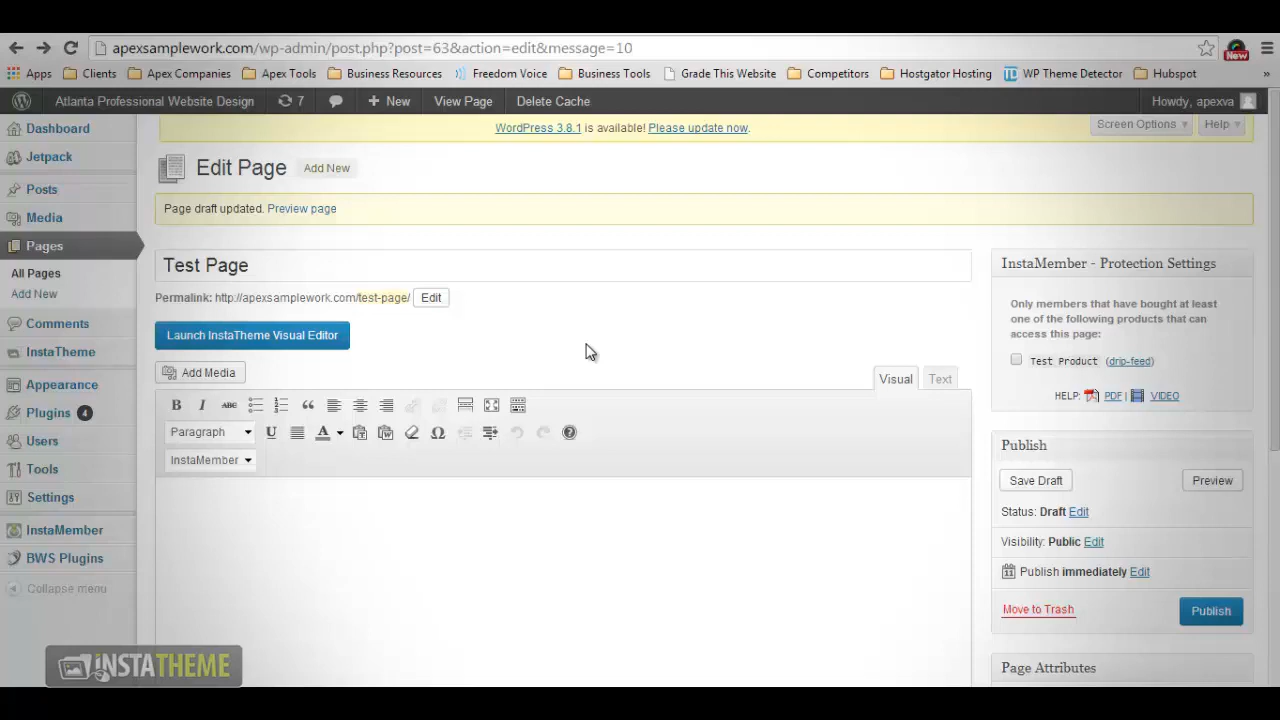 apexsamplework.com/wp-admin/post.php?post=63&action=edit&message=10
New
Apps Clients Apex Companies Apex Tools Business Resources Freedom Voice Business Tools Grade This Website Competitors Hostgator Hosting WP Theme Detector Hubspot »
Atlanta Professional Website Design 7 New View Page Delete Cache Howdy, apexva
WordPress 3.8.1 is available! Please update now.
Screen Options Help
Dashboard
Jetpack
Posts
Media
Pages
All Pages
Add New
Comments
InstaTheme
Appearance
Plugins 4
Users
Tools
Settings
InstaMember
BWS Plugins
Collapse menu
Edit Page Add New
Page draft updated. Preview page
Test Page
Permalink: http://apexsamplework.com/test-page/ Edit
Launch InstaTheme Visual Editor
Add Media
Visual Text
B I ABC
Paragraph U A Ω
InstaMember
InstaMember - Protection Settings
Only members that have bought at least
one of the following products that can
access this page:
Test Product (drip-feed)
HELP: PDF | VIDEO
Publish
Save Draft Preview
Status: Draft Edit
Visibility: Public Edit
11 Publish immediately Edit
Move to Trash Publish
Page Attributes
INSTATHEME